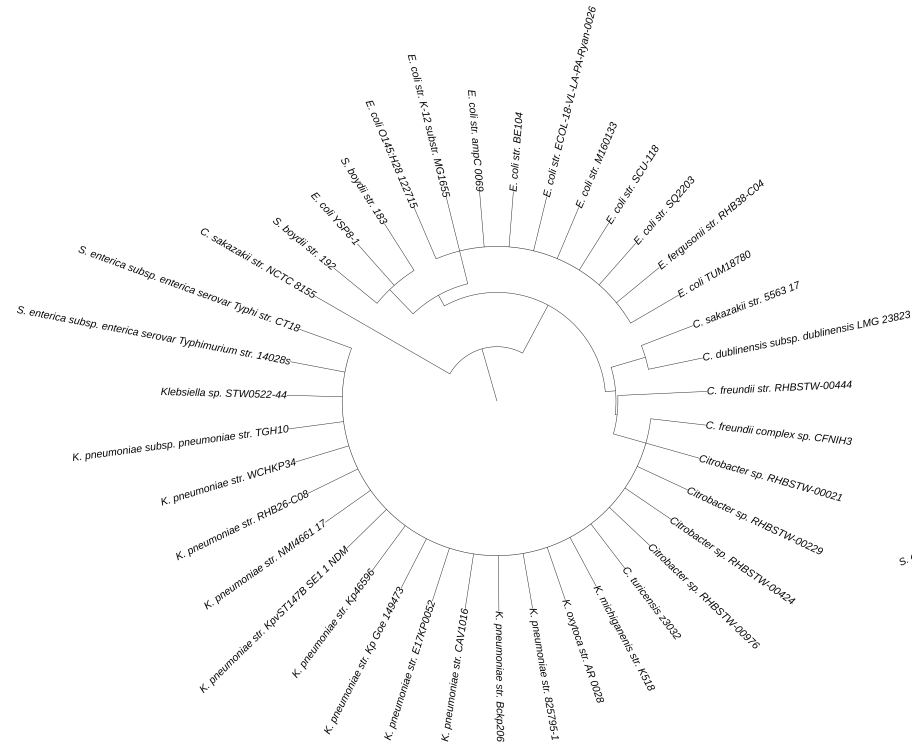 E. coli str. ECOL-18-VL-LA-PA-Ryan-0026
E. coli str. M160133
E. coli str. SCU-118
E. coli str. SQ2203
E. fergusonii str. RHB38-C04
E. coli TUM18780
C. sakazakii str. 5563 17
C. dublinensis subsp. dublinensis LMG 23823
C. freundii str. RHBSTW-00444
C. freundii complex sp. CFNIH3
Citrobacter sp. RHBSTW-00021
Citrobacter sp. RHBSTW-00229
Citrobacter sp. RHBSTW-00424
Citrobacter sp. RHBSTW-00976
C. turicensis z3032
K. michiganenis str. K518
K. oxytoca str. AR 0028
K. pneumoniae str. 825795-1
K. pneumoniae str. Bckp206
K. pneumoniae str. CAV1016
K. pneumoniae str. E17KP0052
K. pneumoniae str. Kp Goe 149473
K. pneumoniae str. Kp46596
K. pneumoniae str. KpvST147B SE1 1 NDM
K. pneumoniae str. NMI4661 17
K. pneumoniae str. RHB26-C08
K. pneumoniae str. WCHKP34
K. pneumoniae subsp. pneumoniae str. TGH10
Klebsiella sp. STW0522-44
S. enterica subsp. enterica serovar Typhimurium str. 14028s
S. enterica subsp. enterica serovar Typhi str. CT18
C. sakazakii str. NCTC 8155
S. boydii str. 192
E. coli YSP8-1
S. boydii str. 183
E. coli O145:H28 122715
E. coli str. K-12 substr. MG1655
E. coli str. ampC 0069
E. coli str. BE104
S.